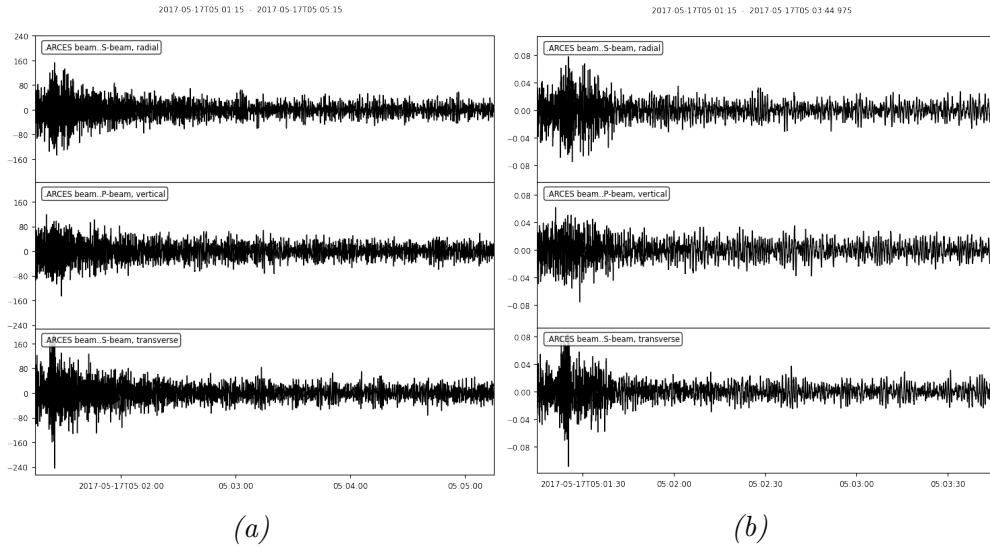 2017-05-17T05:01:15 - 2017-05-17T05:05:15
240
.ARCES beam..S-beam, radial
160
80
0
−80
−160
.ARCES beam..P-beam, vertical
160
80
0
−80
−160
−240
.ARCES beam..S-beam, transverse
160
80
0
−80
−160
−240
2017-05-17T05:02:00 05:03:00 05:04:00 05:05:00
(a)
2017-05-17T05:01:15 - 2017-05-17T05:03:44.975
.ARCES beam..S-beam, radial
0.08
0.04
0.00
−0.04
−0.08
.ARCES beam..P-beam, vertical
0.08
0.04
0.00
−0.04
−0.08
.ARCES beam..S-beam, transverse
0.08
0.04
0.00
−0.04
−0.08
2017-05-17T05:01:30 05:02:00 05:02:30 05:03:00 05:03:30
(b)